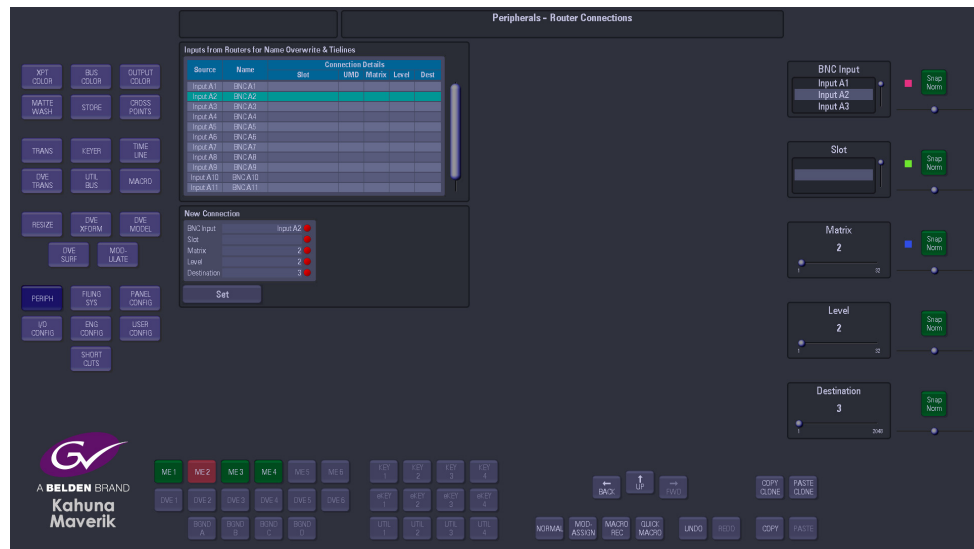 Peripherals - Router Connections
Inputs from Routers for Name Overwrite & Tielines
Source Name Connection Details
Slot UMD Matrix Level Dest
Input A1 BNC A1
Input A2 BNC A2
Input A3 BNC A3
Input A4 BNC A4
Input A5 BNC A5
Input A6 BNC A6
Input A7 BNC A7
Input A8 BNC A8
Input A9 BNC A9
Input A10 BNC A10
Input A11 BNC A11
New Connection
BNC Input Input A2
Slot
Matrix 2
Level 2
Destination 3
Set
XPT COLOR
BUS COLOR
OUTPUT COLOR
MATTE WASH
STORE
CROSS POINTS
TRANS
KEYER
TIME LINE
DVE TRANS
UTIL BUS
MACRO
RESIZE
DVE XFORM
DVE MODEL
DVE SURF
MOD- ULATE
PERIPH
FILING SYS
PANEL CONFIG
I/O CONFIG
ENG CONFIG
USER CONFIG
SHORT CUTS
BNC Input
Input A1
Input A2
Input A3
Snap Norm
Slot
Snap Norm
Matrix
2
1 32
Snap Norm
Level
2
1 32
Snap Norm
Destination
3
1 2048
Snap Norm
GV
A BELDEN BRAND
Kahuna
Maverik
ME 1 ME 2 ME 3 ME 4 ME 5 ME 6
DVE 1 DVE 2 DVE 3 DVE 4 DVE 5 DVE 6
BGND A BGND B BGND C BGND D
KEY 1 KEY 2 KEY 3 KEY 4
eKEY 1 eKEY 2 eKEY 3 eKEY 4
UTIL 1 UTIL 2 UTIL 3 UTIL 4
← BACK ↑ UP → FWD
COPY CLONE PASTE CLONE
NORMAL MOD- ASSIGN MACRO REC QUICK MACRO UNDO REDO COPY PASTE